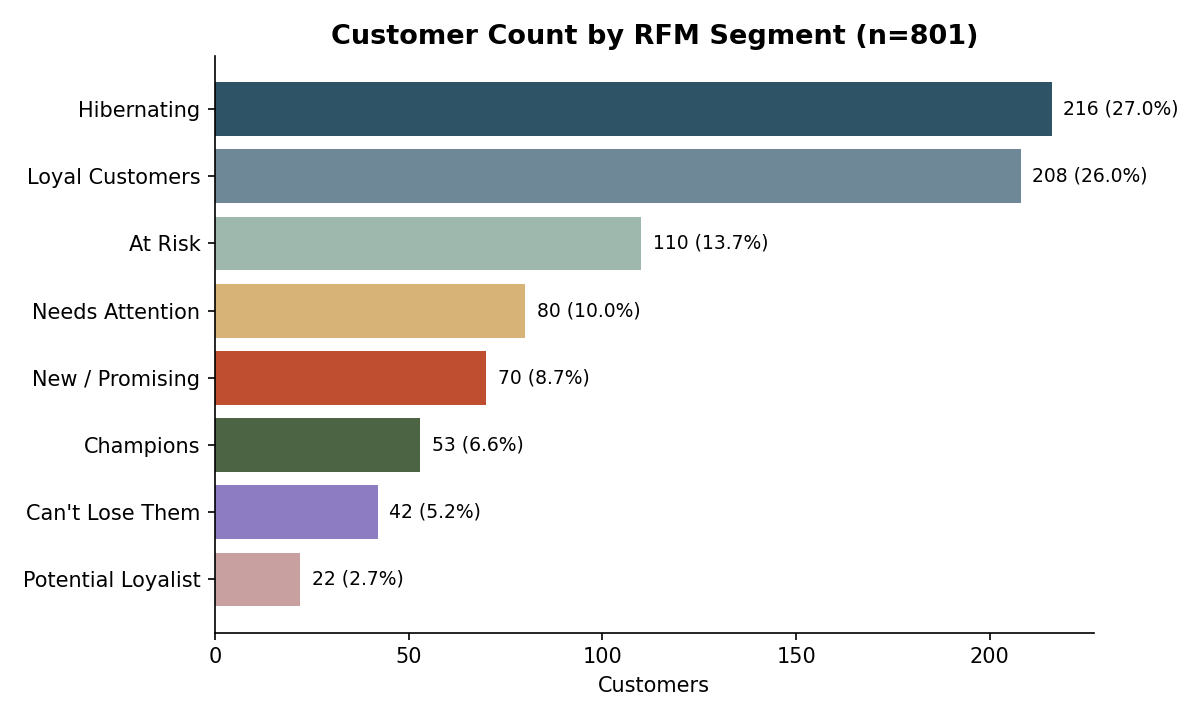 Customer Count by RFM Segment (n=801)
Hibernating 216 (27.0%)
Loyal Customers 208 (26.0%)
At Risk 110 (13.7%)
Needs Attention 80 (10.0%)
New / Promising 70 (8.7%)
Champions 53 (6.6%)
Can't Lose Them 42 (5.2%)
Potential Loyalist 22 (2.7%)
0 50 100 150 200
Customers